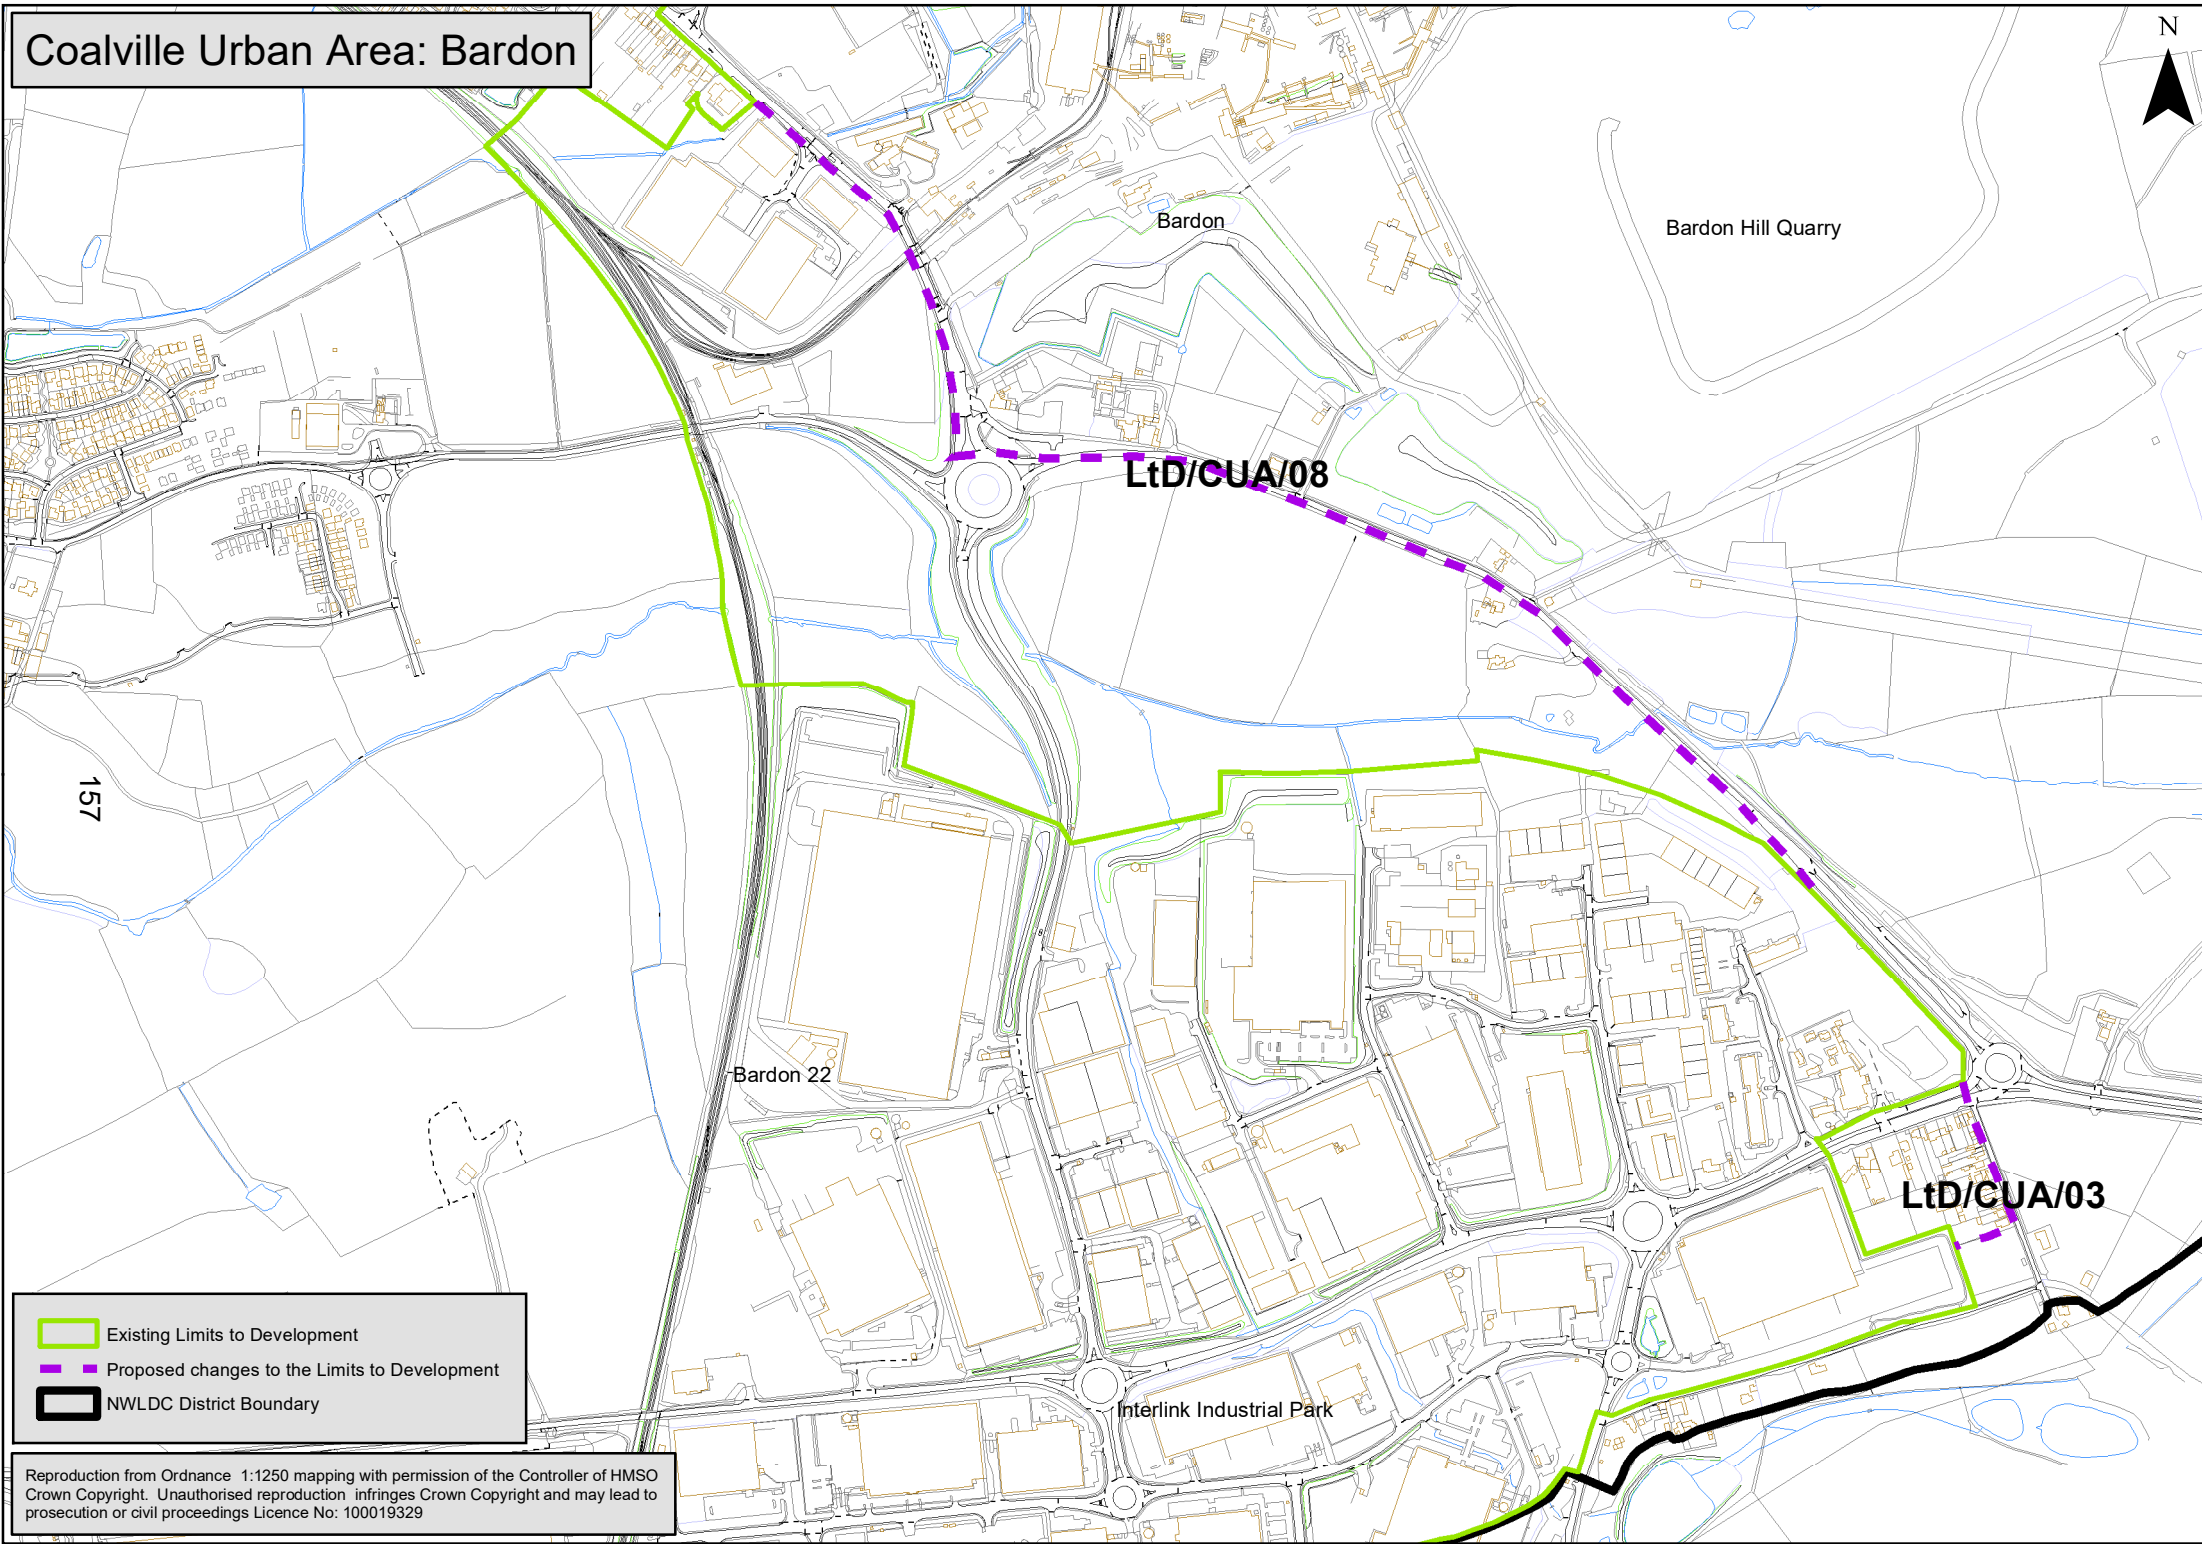 Coalville Urban Area: Bardon
N
Bardon
Bardon Hill Quarry
LtD/CUA/08
157
Bardon 22
LtD/CUA/03
Interlink Industrial Park
Existing Limits to Development
Proposed changes to the Limits to Development
NWLDC District Boundary
Reproduction from Ordnance 1:1250 mapping with permission of the Controller of HMSO
Crown Copyright. Unauthorised reproduction infringes Crown Copyright and may lead to
prosecution or civil proceedings Licence No: 100019329